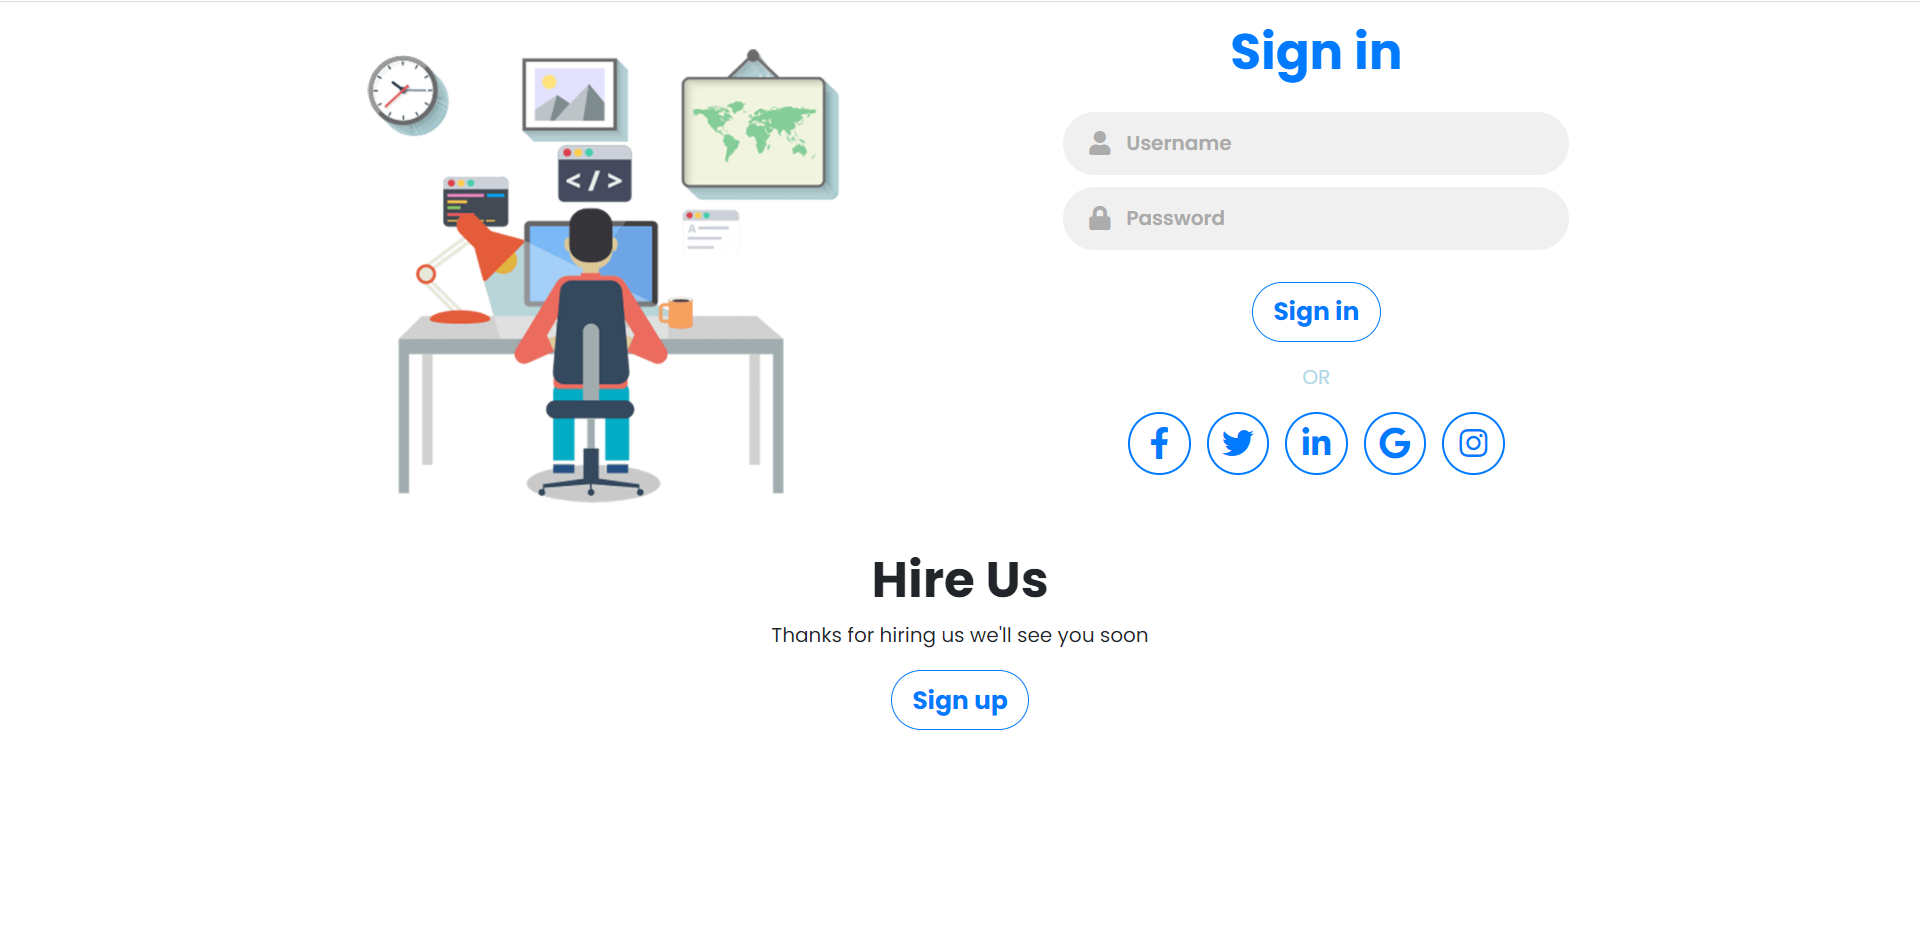 Sign in
Username
Password
Sign in
OR
</>
A
Hire Us
Thanks for hiring us we'll see you soon
Sign up